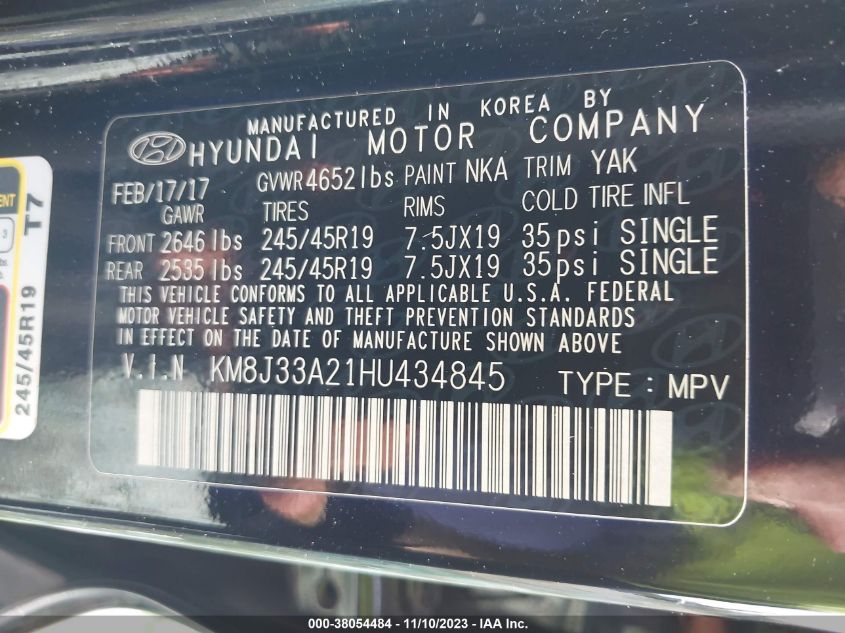 MANUFACTURED IN KOREA BY
HYUNDAI MOTOR COMPANY
FEB/17/17 GVWR 4652 lbs PAINT NKA TRIM YAK
GAWR TIRES RIMS COLD TIRE INFL
FRONT 2646 lbs 245/45R19 7.5JX19 35psi SINGLE
REAR 2535 lbs 245/45R19 7.5JX19 35psi SINGLE
THIS VEHICLE CONFORMS TO ALL APPLICABLE U.S.A. FEDERAL
MOTOR VEHICLE SAFETY AND THEFT PREVENTION STANDARDS
IN EFFECT ON THE DATE OF MANUFACTURE SHOWN ABOVE
V.I.N KM8J33A21HU434845 TYPE : MPV
245/45R19 T7
000-38054484 - 11/10/2023 - IAA Inc.